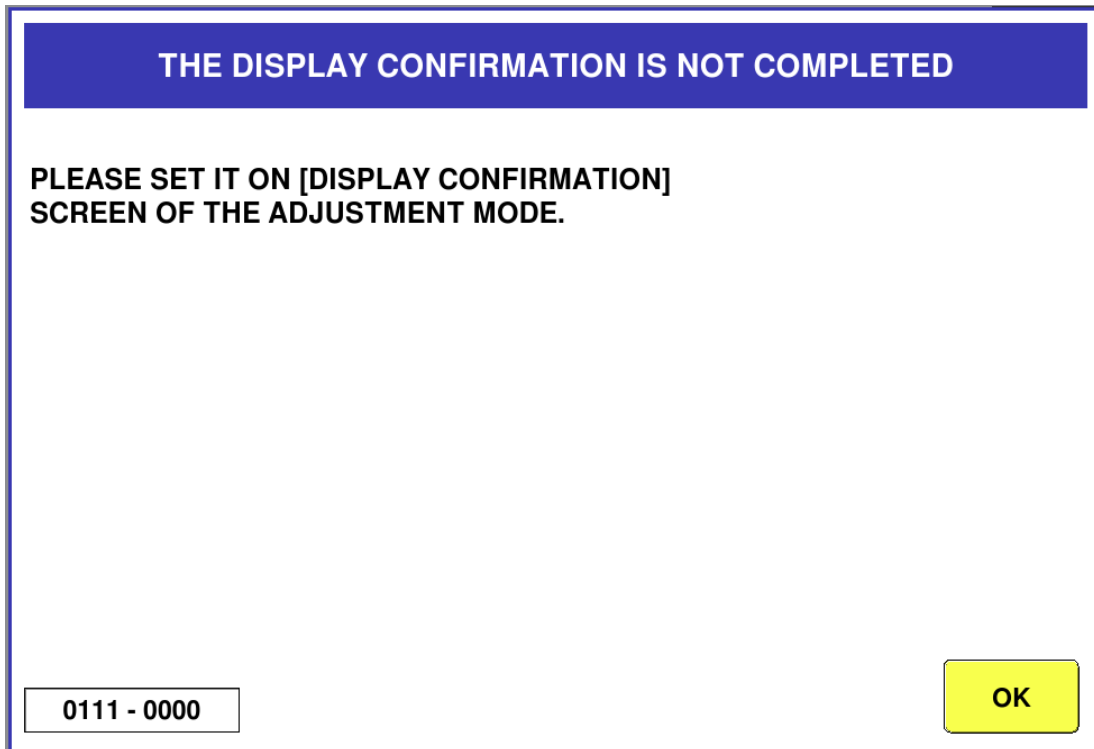 THE DISPLAY CONFIRMATION IS NOT COMPLETED
PLEASE SET IT ON [DISPLAY CONFIRMATION]
SCREEN OF THE ADJUSTMENT MODE.
0111 - 0000
OK